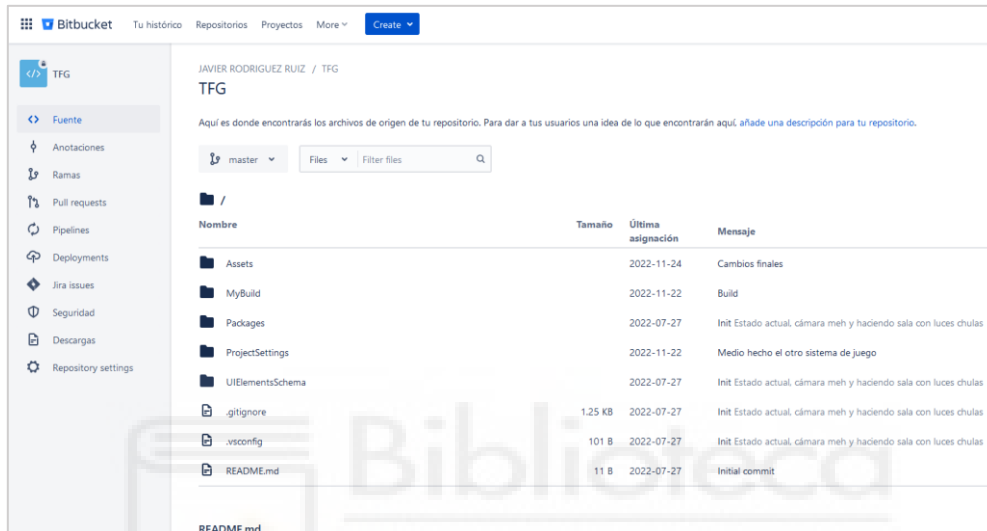 Bitbucket Tu histórico Repositorios Proyectos More Create
TFG
Fuente
Anotaciones
Ramas
Pull requests
Pipelines
Deployments
Jira issues
Seguridad
Descargas
Repository settings
JAVIER RODRIGUEZ RUIZ / TFG
TFG
Aquí es donde encontrarás los archivos de origen de tu repositorio. Para dar a tus usuarios una idea de lo que encontrarán aquí, añade una descripción para tu repositorio.
master Files Filter files
/
Nombre Tamaño Última asignación Mensaje
Assets 2022-11-24 Cambios finales
MyBuild 2022-11-22 Build
Packages 2022-07-27 Init Estado actual, cámara meh y haciendo sala con luces chulas
ProjectSettings 2022-11-22 Medio hecho el otro sistema de juego
UIElementsSchema 2022-07-27 Init Estado actual, cámara meh y haciendo sala con luces chulas
.gitignore 1.25 KB 2022-07-27 Init Estado actual, cámara meh y haciendo sala con luces chulas
.vsconfig 101 B 2022-07-27 Init Estado actual, cámara meh y haciendo sala con luces chulas
README.md 11 B 2022-07-27 Initial commit
Biblioteca
README.md